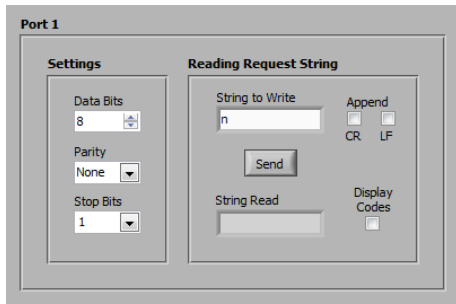 Port 1
Settings
Data Bits
8
Parity
None
Stop Bits
1
Reading Request String
String to Write
n
Append
CR LF
Send
String Read
Display
Codes